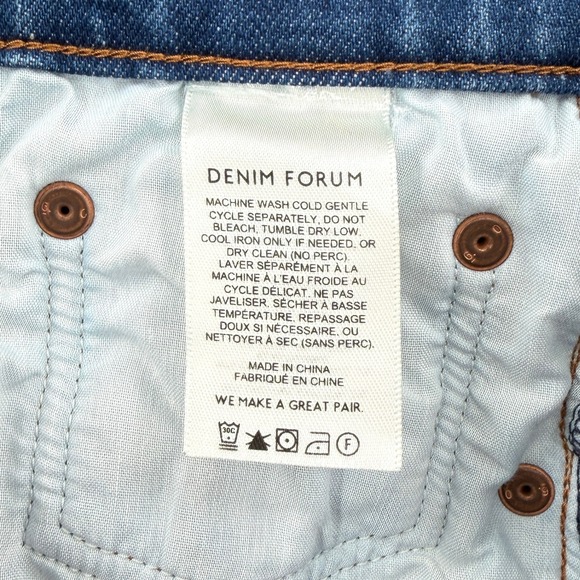 DENIM FORUM
MACHINE WASH COLD GENTLE
CYCLE SEPARATELY, DO NOT
BLEACH, TUMBLE DRY LOW,
COOL IRON ONLY IF NEEDED, OR
DRY CLEAN (NO PERC).
LAVER SÉPARÉMENT À LA
MACHINE À L'EAU FROIDE AU
CYCLE DÉLICAT. NE PAS
JAVELISER. SÉCHER À BASSE
TEMPÉRATURE. REPASSAGE
DOUX SI NÉCESSAIRE, OU
NETTOYER À SEC (SANS PERC).
MADE IN CHINA
FABRIQUÉ EN CHINE
WE MAKE A GREAT PAIR.
30C F